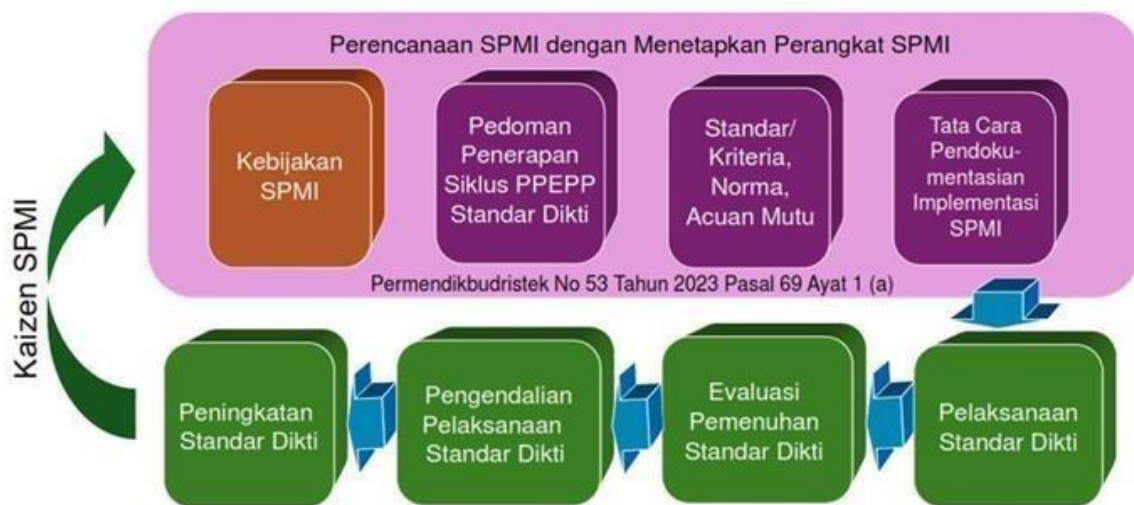 Perencanaan SPMI dengan Menetapkan Perangkat SPMI
Kebijakan
SPMI
Pedoman
Penerapan
Siklus PPEPP
Standar Dikti
Standar/
Kriteria,
Norma,
Acuan Mutu
Tata Cara
Pendoku-
mentasian
Implementasi
SPMI
Permendikbudristek No 53 Tahun 2023 Pasal 69 Ayat 1 (a)
Kaizen SPMI
Peningkatan
Standar Dikti
Pengendalian
Pelaksanaan
Standar Dikti
Evaluasi
Pemenuhan
Standar Dikti
Pelaksanaan
Standar Dikti